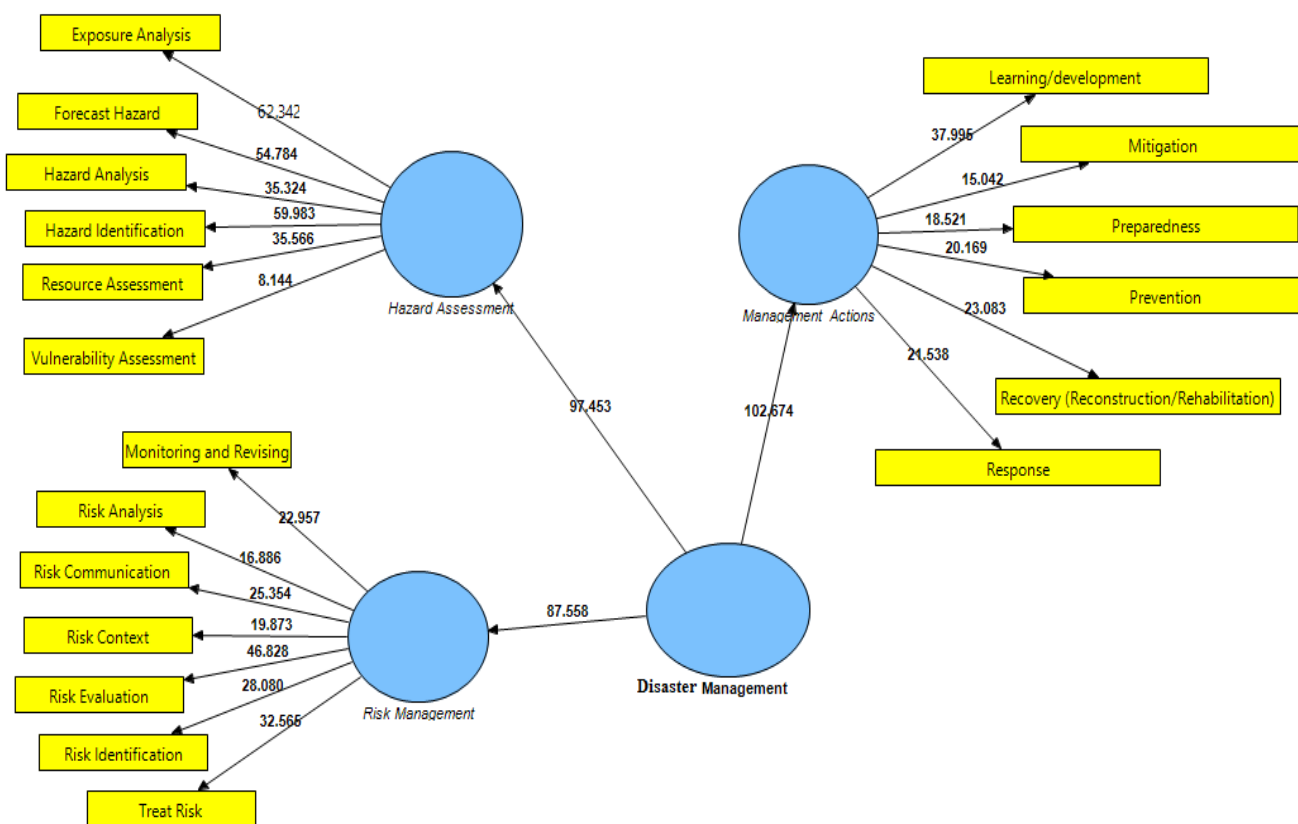 Exposure Analysis
62.342
Forecast Hazard
54.784
Hazard Analysis
35.324
Hazard Identification
59.983
Resource Assessment
35.566
Vulnerability Assessment
8.144
Hazard Assessment
Learning/development
37.995
Mitigation
15.042
Preparedness
18.521
Prevention
20.169
Recovery (Reconstruction/Rehabilitation)
23.083
Response
21.538
Management Actions
97.453
102.674
87.558
Disaster Management
Monitoring and Revising
22.957
Risk Analysis
16.886
Risk Communication
25.354
Risk Context
19.873
Risk Evaluation
46.828
Risk Identification
28.080
Treat Risk
32.565
Risk Management